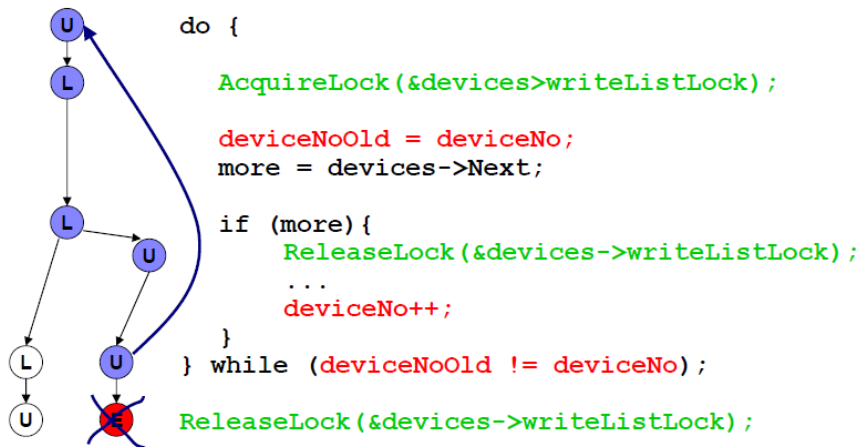 U do {
L AcquireLock(&devices>writeListLock);
deviceNoOld = deviceNo;
more = devices->Next;
L if (more){
U ReleaseLock(&devices->writeListLock);
...
deviceNo++;
}
L U } while (deviceNoOld != deviceNo);
U E ReleaseLock(&devices->writeListLock);